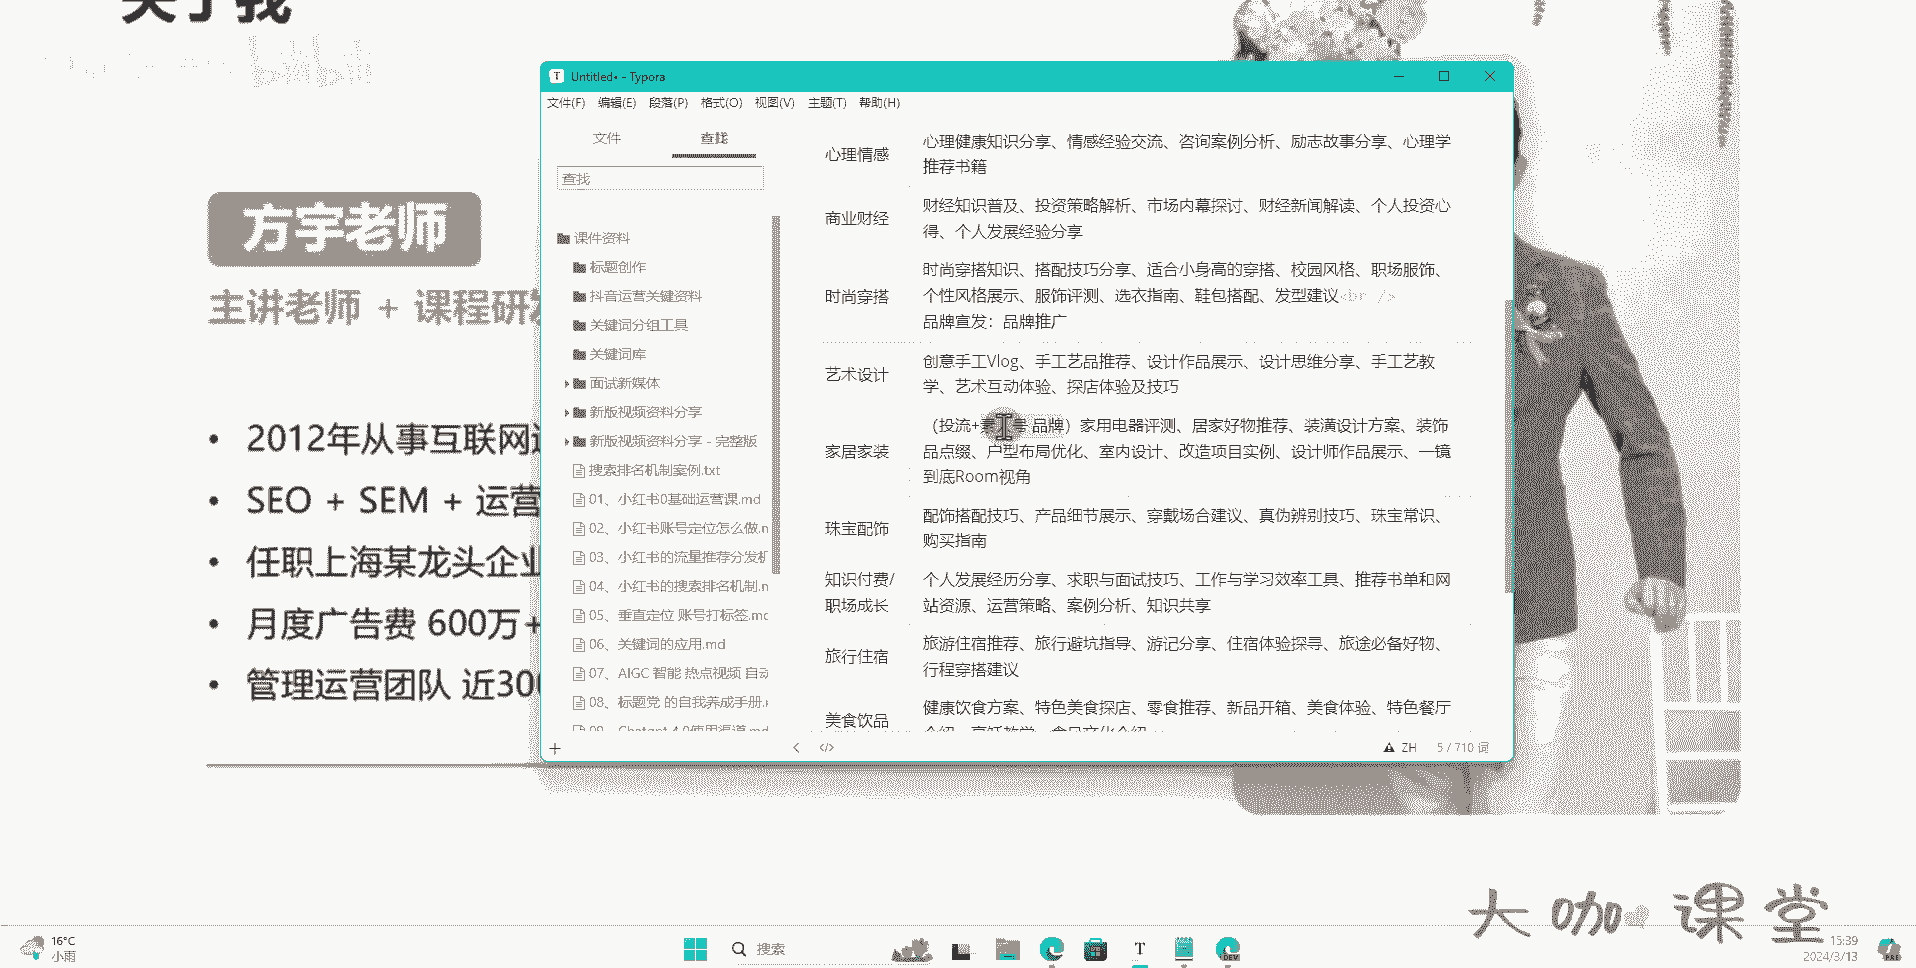 关于我
bilibili
方宇老师
主讲老师 + 课程研发
2012年从事互联网
SEO + SEM + 运营
任职上海某龙头企业
月度广告费 600万+
管理运营团队 近300
Untitled• - Typora
文件(F) 编辑(E) 段落(P) 格式(O) 视图(V) 主题(T) 帮助(H)
文件 查找
查找
课件资料
标题创作
抖音运营关键资料
关键词分组工具
关键词库
面试新媒体
新版视频资料分享
新版视频资料分享 - 完整版
搜索排名机制案例.txt
01、小红书0基础运营课.md
02、小红书账号定位怎么做.m
03、小红书的流量推荐分发机
04、小红书的搜索排名机制.m
05、垂直定位 账号打标签.mc
06、关键词的应用.md
07、AIGC 智能 热点视频 自动
08、标题党 的自我养成手册.r
09、Chatgpt 4.0使用渠道.md
心理情感
心理健康知识分享、情感经验交流、咨询案例分析、励志故事分享、心理学
推荐书籍
商业财经
财经知识普及、投资策略解析、市场内幕探讨、财经新闻解读、个人投资心
得、个人发展经验分享
时尚穿搭
时尚穿搭知识、搭配技巧分享、适合小身高的穿搭、校园风格、职场服饰、
个性风格展示、服饰评测、选衣指南、鞋包搭配、发型建议<br />
品牌宣发：品牌推广
艺术设计
创意手工Vlog、手工艺品推荐、设计作品展示、设计思维分享、手工艺教
学、艺术互动体验、探店体验及技巧
家居家装
（投流+素 品牌）家用电器评测、居家好物推荐、装潢设计方案、装饰
品点缀、户型布局优化、室内设计、改造项目实例、设计师作品展示、一镜
到底Room视角
珠宝配饰
配饰搭配技巧、产品细节展示、穿戴场合建议、真伪辨别技巧、珠宝常识、
购买指南
知识付费/
职场成长
个人发展经历分享、求职与面试技巧、工作与学习效率工具、推荐书单和网
站资源、运营策略、案例分析、知识共享
旅行住宿
旅游住宿推荐、旅行避坑指导、游记分享、住宿体验探寻、旅途必备好物、
行程穿搭建议
美食饮品
健康饮食方案、特色美食探店、零食推荐、新品开箱、美食体验、特色餐厅
介绍、烹饪教学、食品文化介绍
ZH 5 / 710 词
大咖课堂
16°C
小雨
搜索
DEV
15:39
2024/3/13
PRE